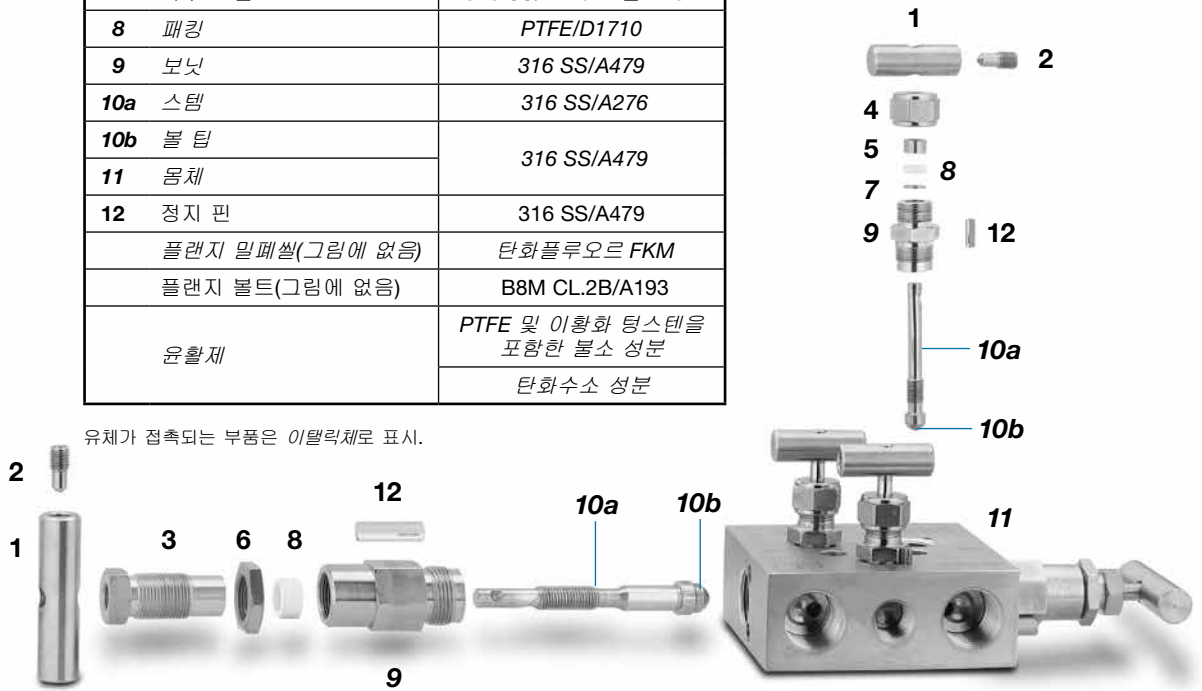 8 패킹 PTFE/D1710
9 보닛 316 SS/A479
10a 스템 316 SS/A276
10b 볼 팁 316 SS/A479
11 몸체
12 정지 핀 316 SS/A479
플랜지 밀폐씰(그림에 없음) 탄화플루오르 FKM
플랜지 볼트(그림에 없음) B8M CL.2B/A193
윤활제 PTFE 및 이황화 텅스텐을
포함한 불소 성분
탄화수소 성분
유체가 접촉되는 부품은 이탤릭체로 표시.
1
2
4
5
8
7
9
12
10a
10b
2
1
3
6
8
12
9
10a
10b
11